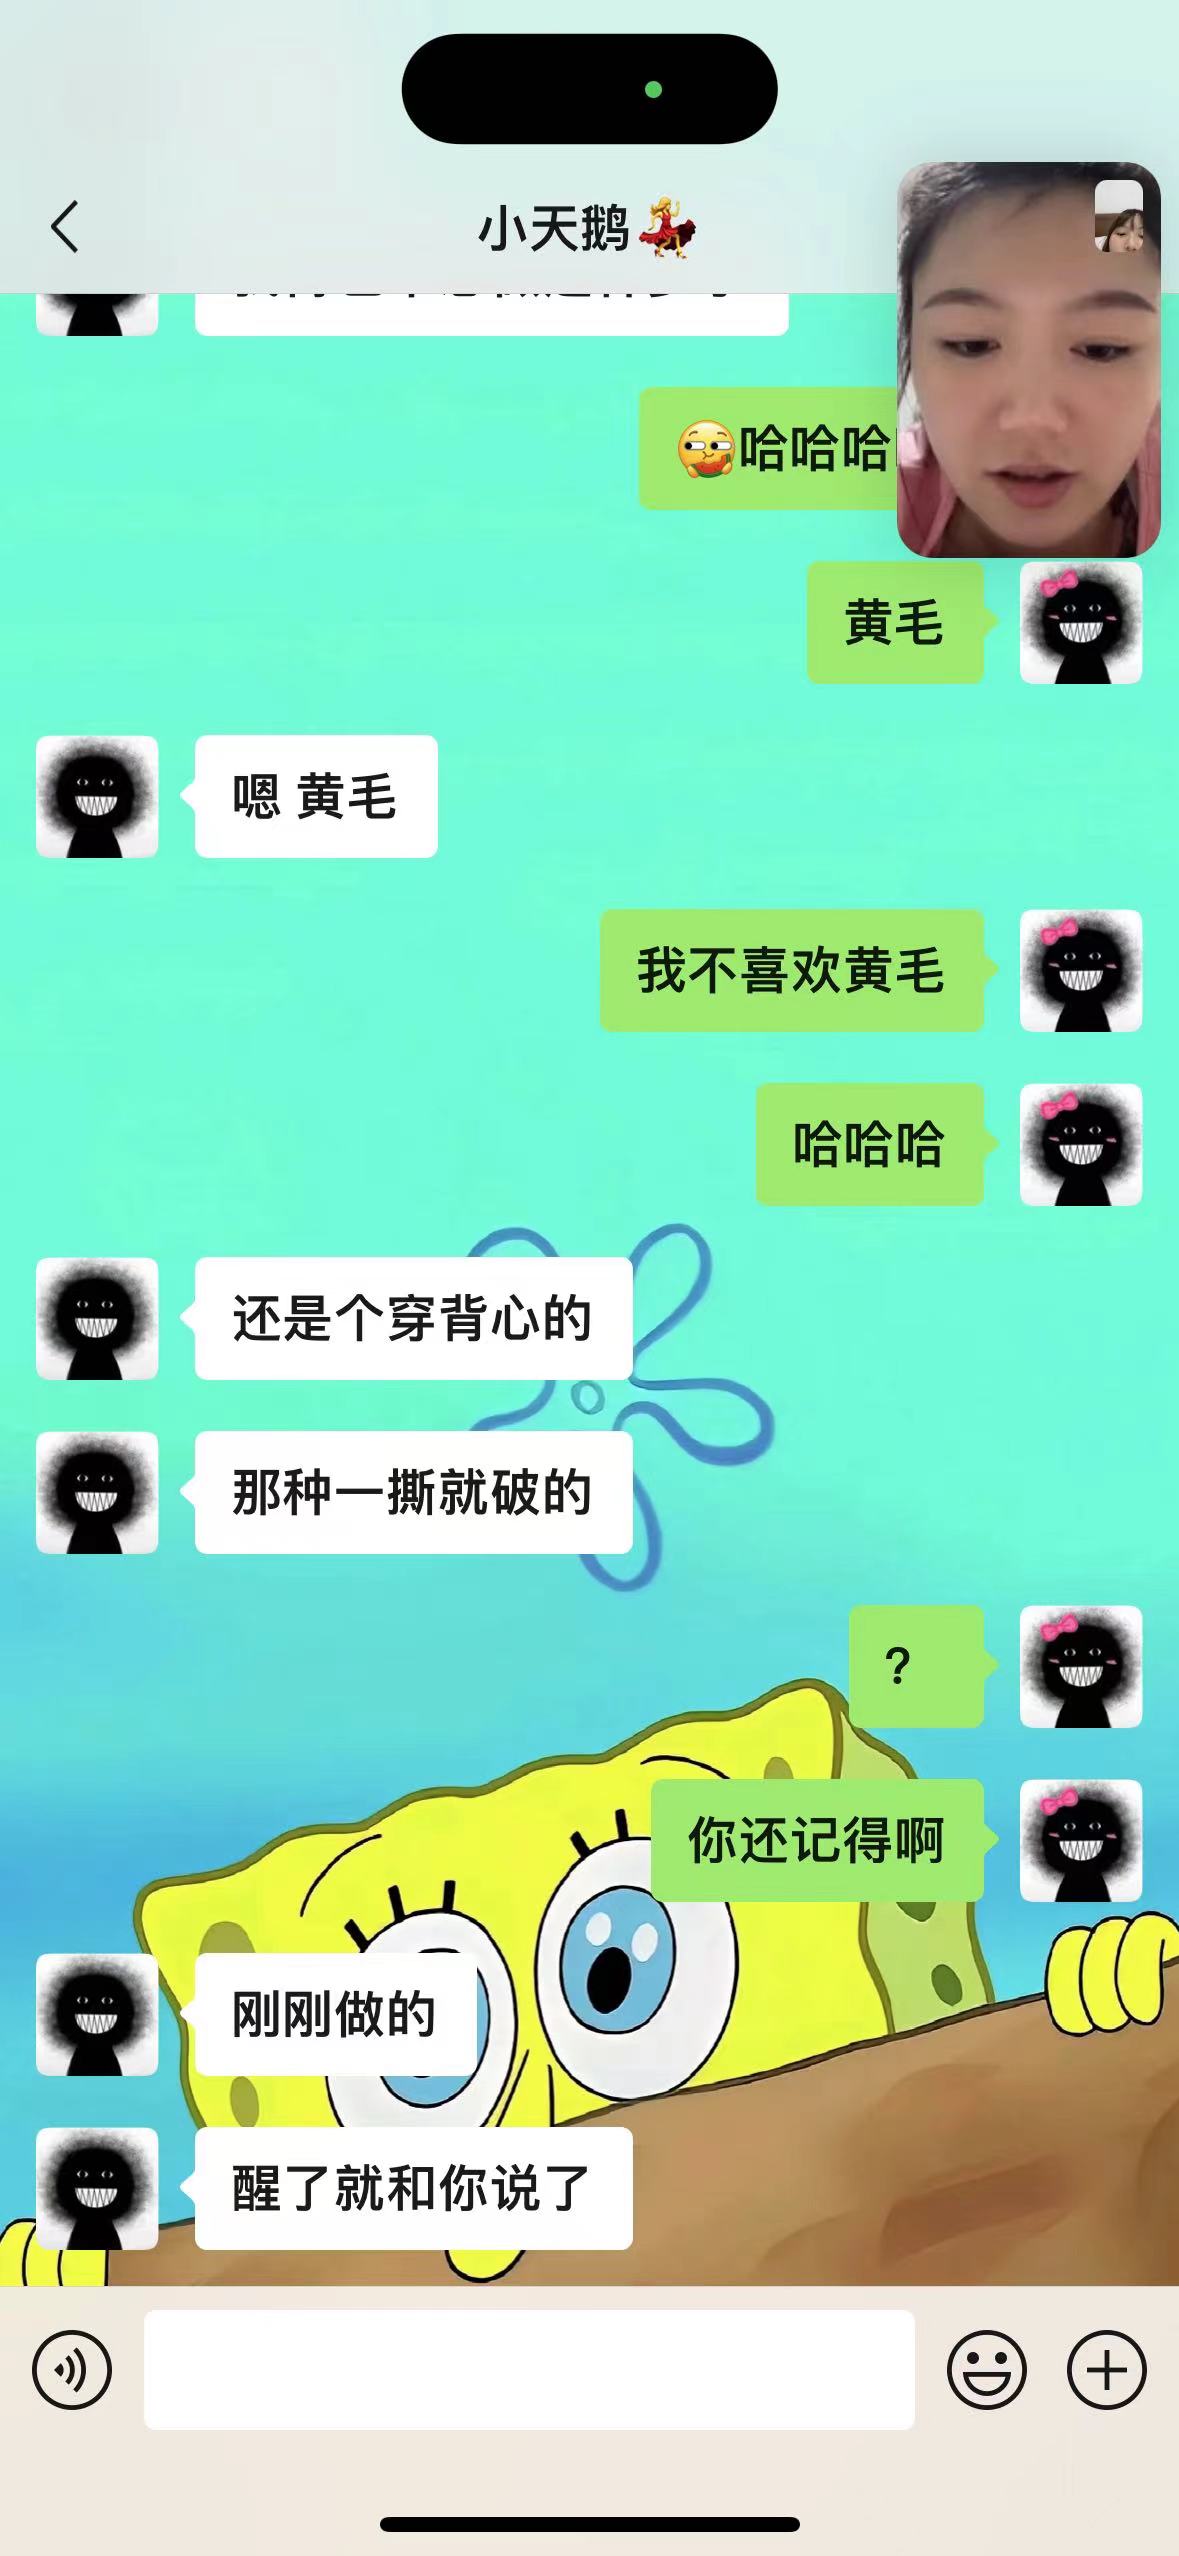 小天鹅💃
🍉哈哈哈
黄毛
嗯 黄毛
我不喜欢黄毛
哈哈哈
还是个穿背心的
那种一撕就破的
?
你还记得啊
刚刚做的
醒了就和你说了